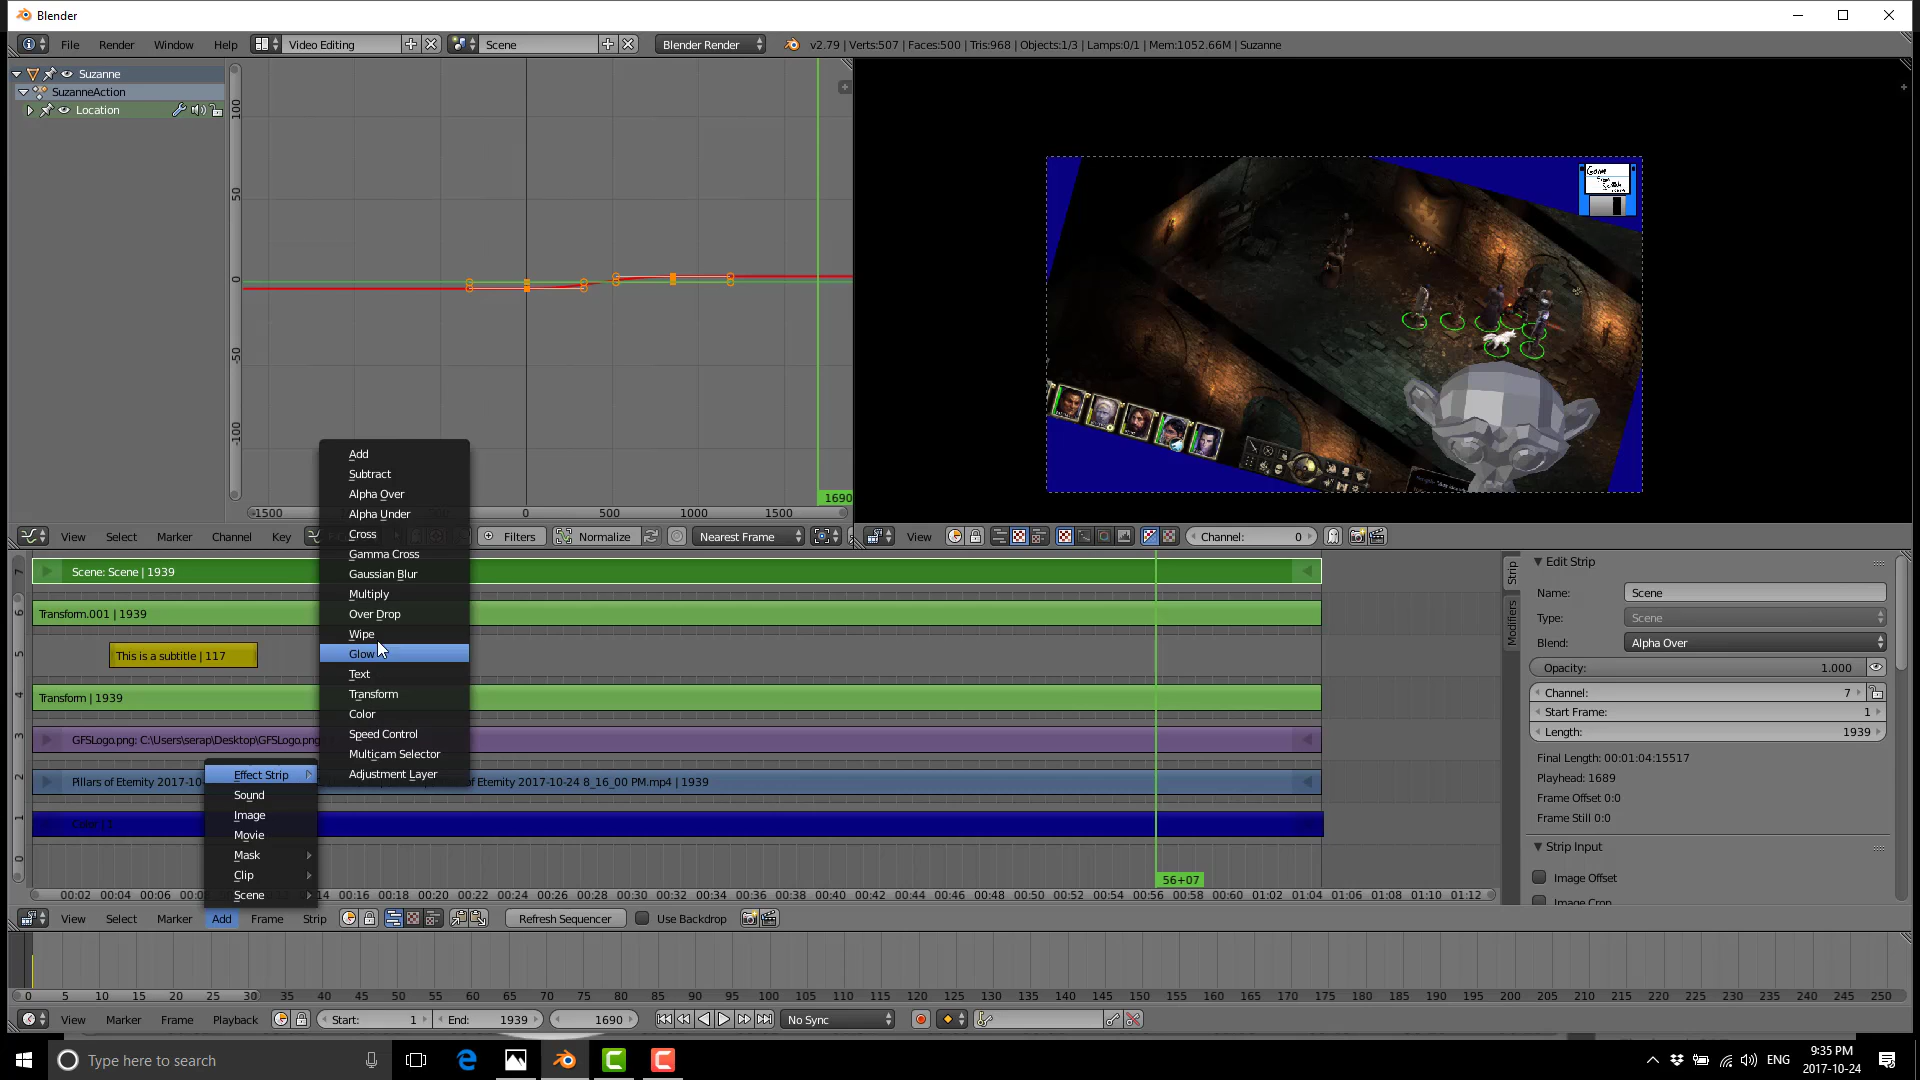 Blender
File Render Window Help Video Editing Scene Blender Render v2.79 | Verts:507 | Faces:500 | Tris:968 | Objects:1/3 | Lamps:0/1 | Mem:1052.66M | Suzanne
Suzanne
SuzanneAction
Location
100
50
0
-50
-100
-1500 0 500 1000 1500
1690
View Select Marker Channel Key Filters Normalize Nearest Frame
View Channel: 0
Game
From
Scratch
Add
Subtract
Alpha Over
Alpha Under
Cross
Gamma Cross
Gaussian Blur
Multiply
Over Drop
Wipe
Glow
Text
Transform
Color
Speed Control
Multicam Selector
Adjustment Layer
Effect Strip
Sound
Image
Movie
Mask
Clip
Scene
7 Scene: Scene | 1939
6 Transform.001 | 1939
5 This is a subtitle | 117
4 Transform | 1939
3 GFSLogo.png: C:\Users\serap\Desktop\GFSLogo.png
2 Pillars of Eternity 2017-10- of Eternity 2017-10-24 8_16_00 PM.mp4 | 1939
1
0
00:02 00:04 00:06 00:14 00:16 00:18 00:20 00:22 00:24 00:26 00:28 00:30 00:32 00:34 00:36 00:38 00:40 00:42 00:44 00:46 00:48 00:50 00:52 00:54 00:56 00:58 01:00 01:02 01:04 01:06 01:08 01:10 01:12
56+07
View Select Marker Add Frame Strip Refresh Sequencer Use Backdrop
Strip
Modifiers
Edit Strip
Name: Scene
Type: Scene
Blend: Alpha Over
Opacity: 1.000
Channel: 7
Start Frame: 1
Length: 1939
Final Length: 00:01:04:15517
Playhead: 1689
Frame Offset 0:0
Frame Still 0:0
Strip Input
Image Offset
Image Crop
0 5 10 15 20 25 30 35 40 45 50 55 60 65 70 75 80 85 90 95 100 105 110 115 120 125 130 135 140 145 150 155 160 165 170 175 180 185 190 195 200 205 210 215 220 225 230 235 240 245 250
View Marker Frame Playback Start: 1 End: 1939 1690 No Sync
Type here to search
ENG
9:35 PM
2017-10-24